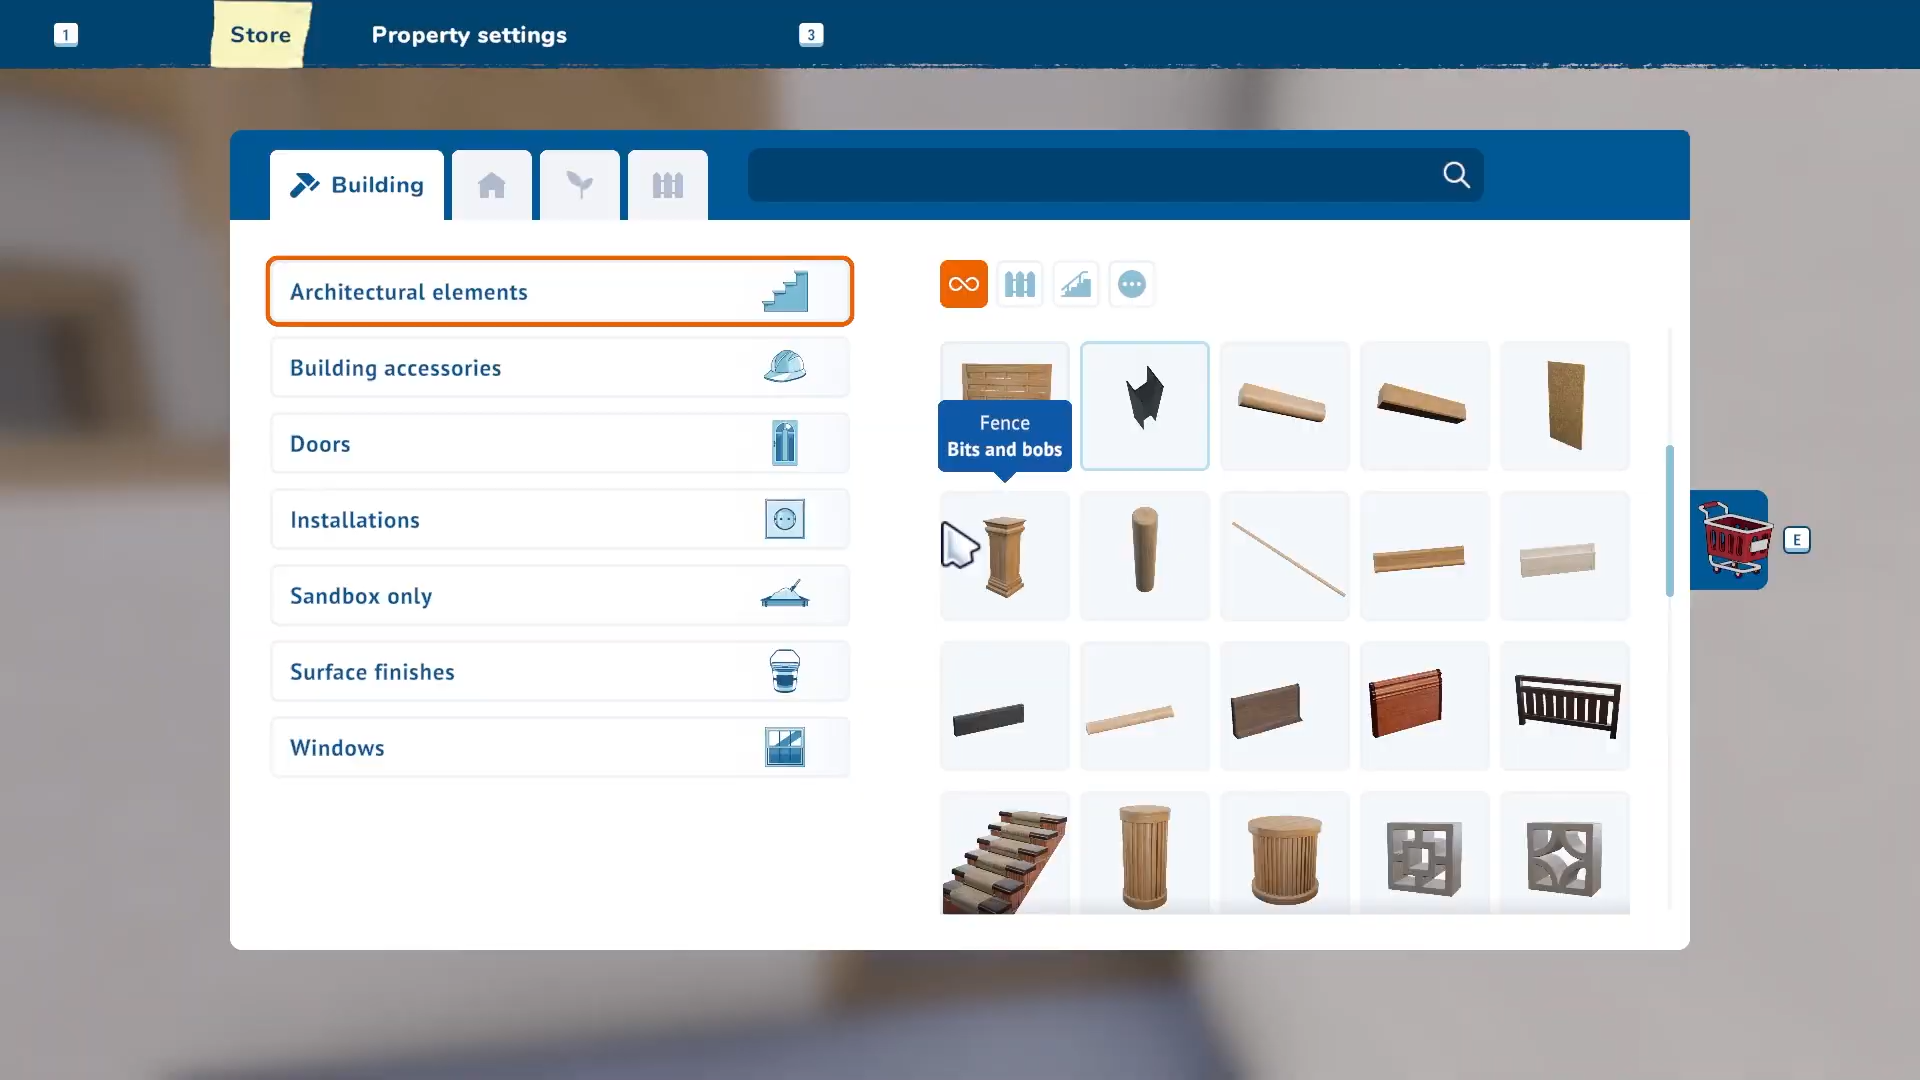 1
Store
Property settings
3
Building
Architectural elements
Building accessories
Doors
Installations
Sandbox only
Surface finishes
Windows
Fence
Bits and bobs
E